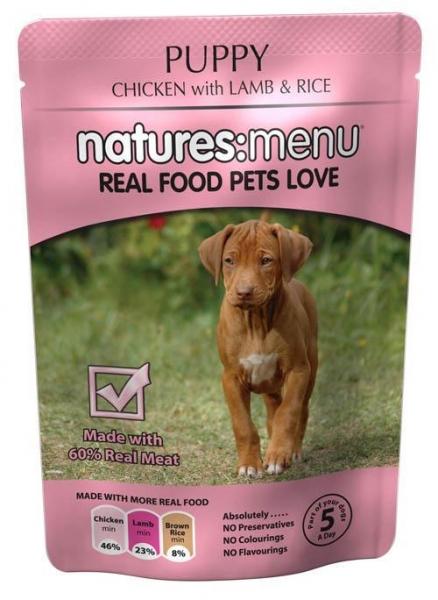 PUPPY
CHICKEN with LAMB & RICE
natures:menu®
REAL FOOD PETS LOVE
Made with
60% Real Meat
MADE WITH MORE REAL FOOD
Chicken
min
46%
Lamb
min
23%
Brown
Rice
min
8%
Absolutely .....
NO Preservatives
NO Colourings
NO Flavourings
Part of your dogs
5
A Day